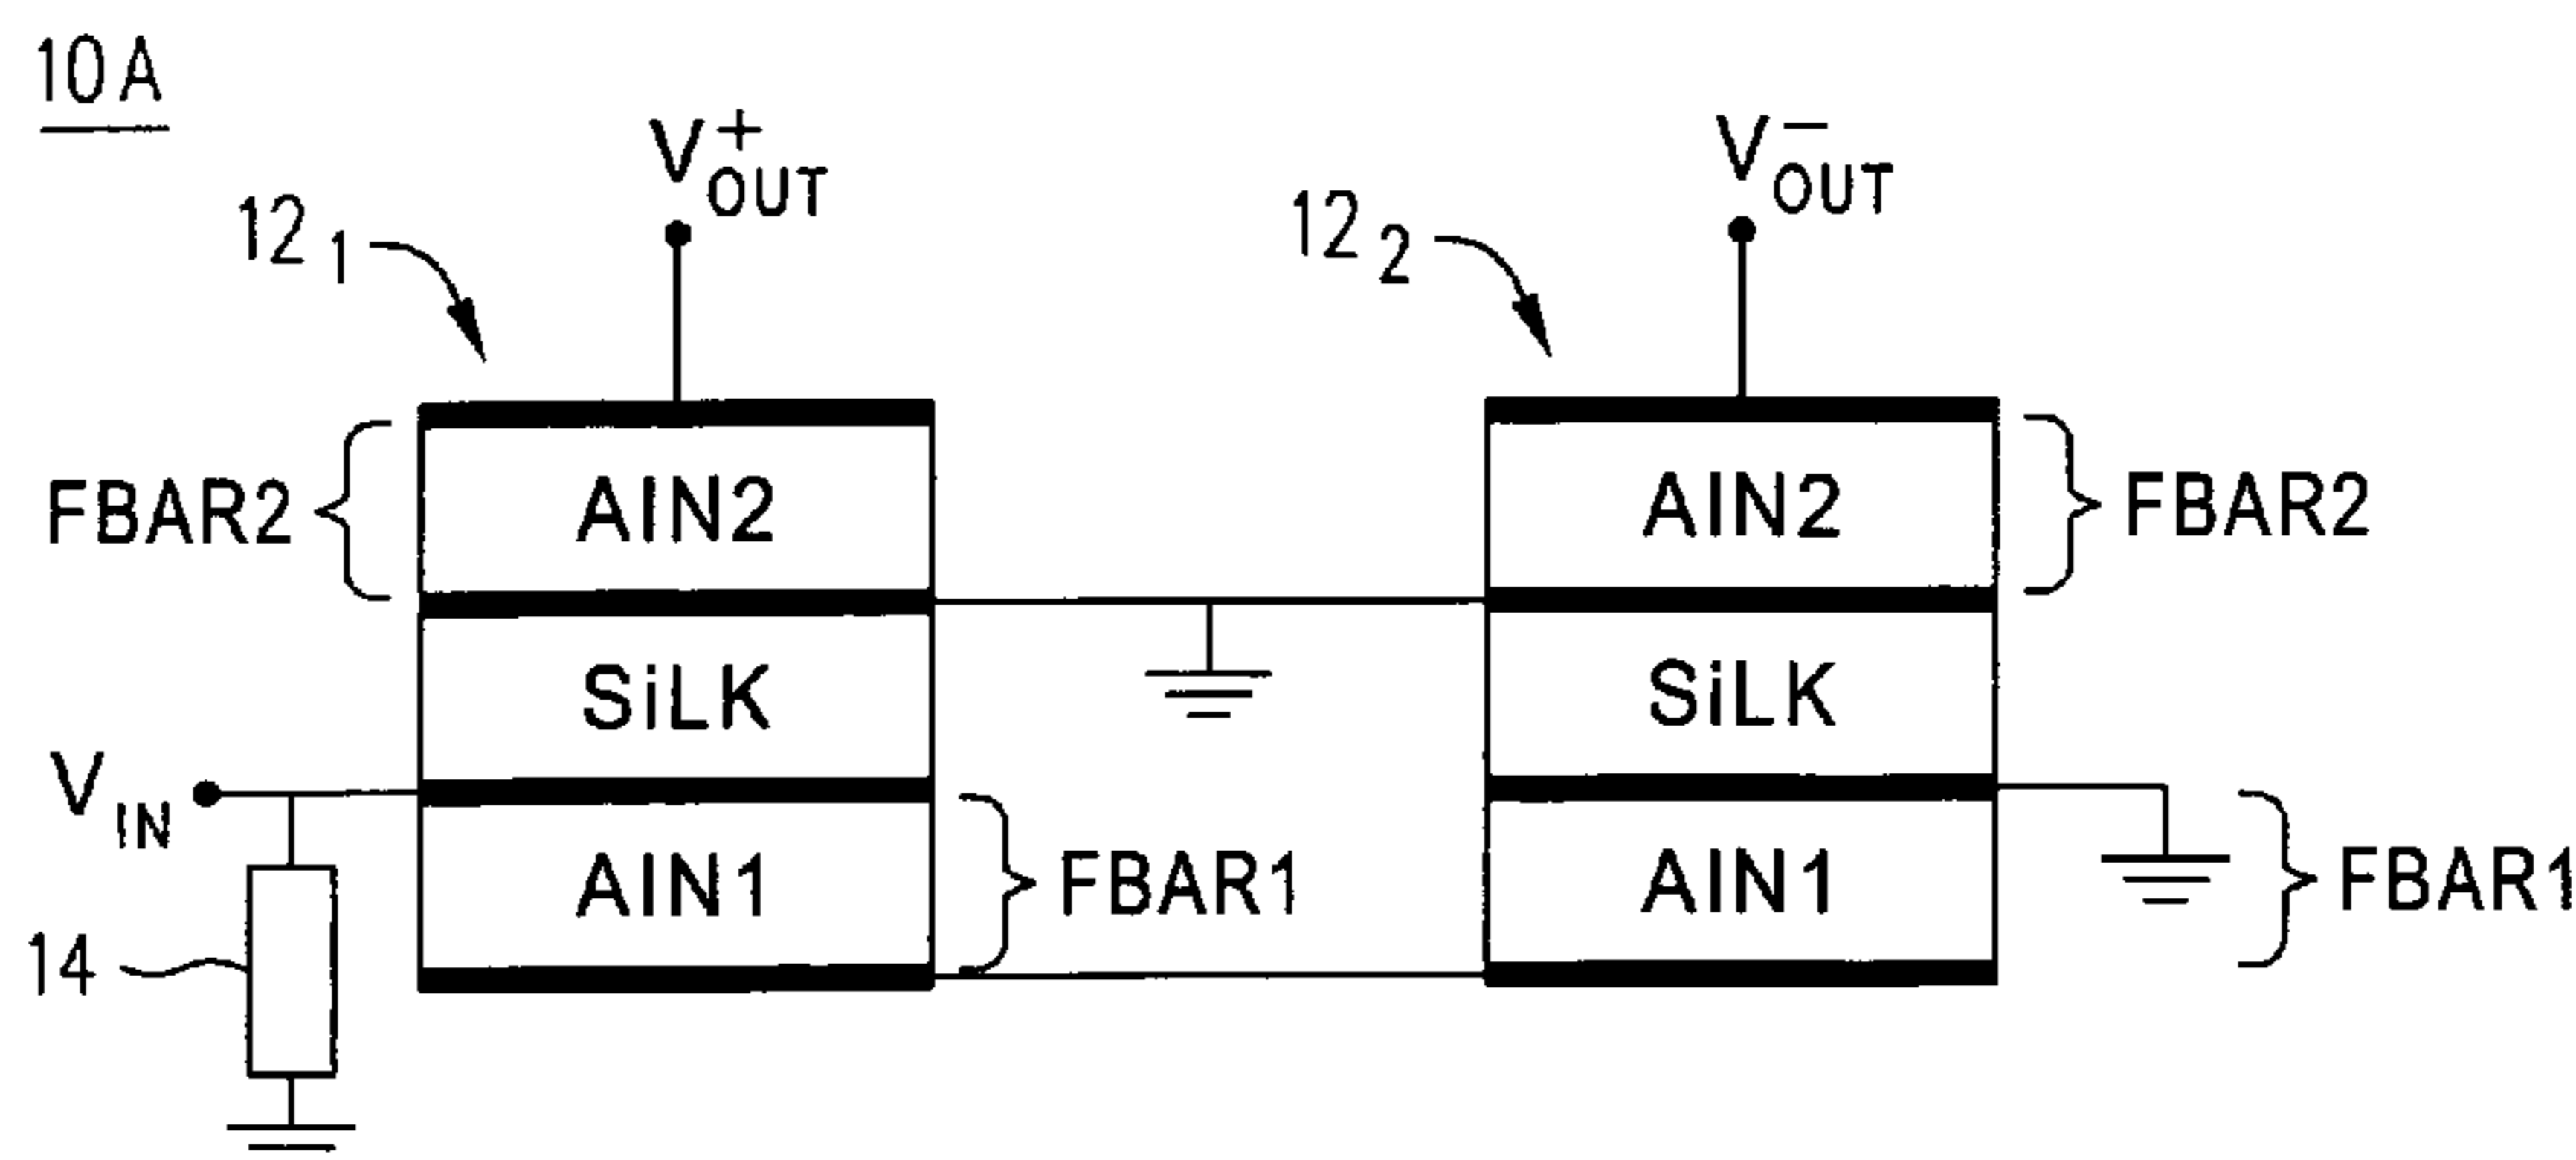 10A
V+OUT
V−OUT
12 1
12 2
FBAR2
AlN2
AlN2
FBAR2
SiLK
SiLK
VIN
AlN1
FBAR1
AlN1
FBAR1
14